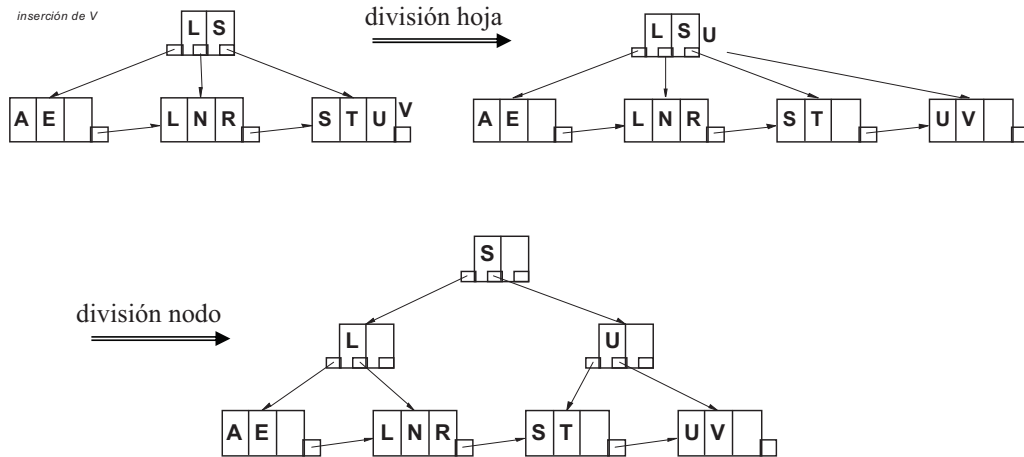 inserción de V
división hoja
L S
L S U
A E
L N R
S T U V
A E
L N R
S T
U V
S
división nodo
L
U
A E
L N R
S T
U V